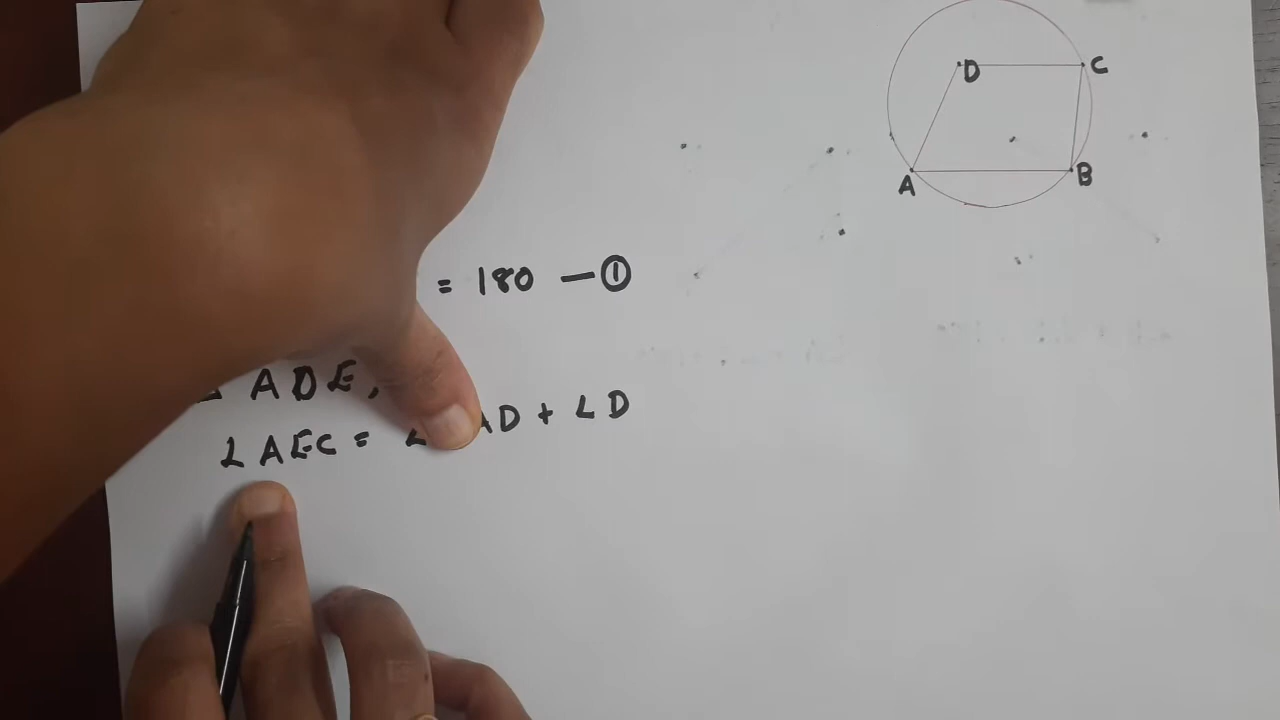 D C
A B
= 180 — ①
ADE,
∠AEC = ∠ AD + ∠D